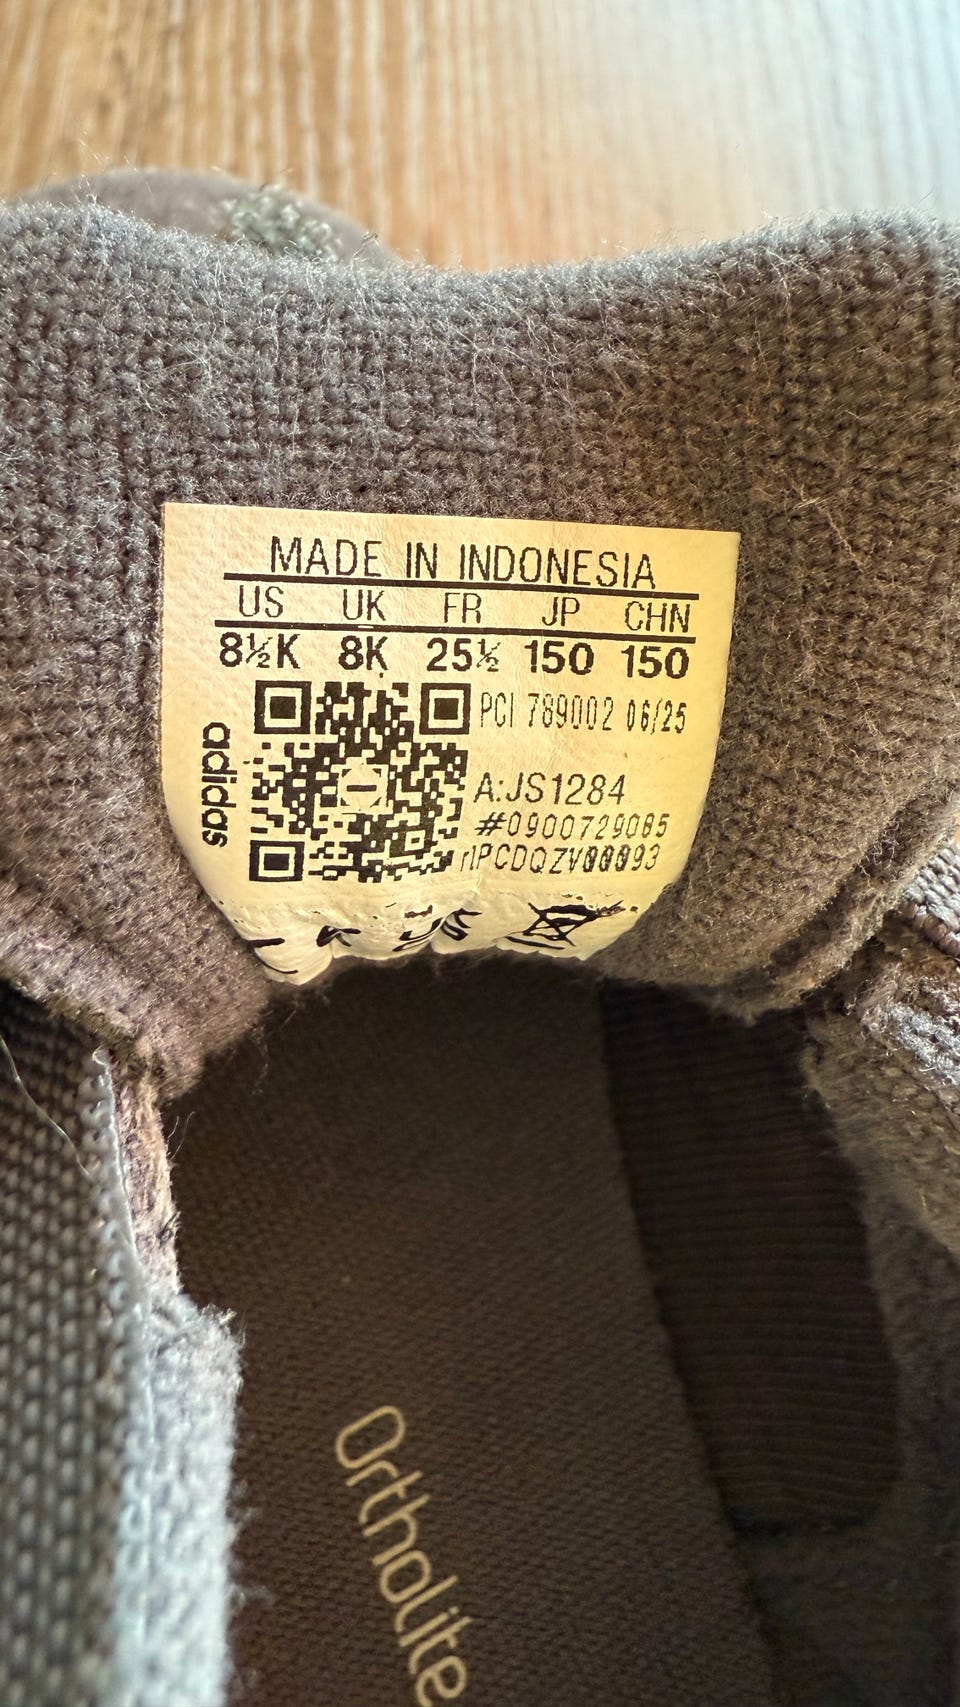 MADE IN INDONESIA
US UK FR JP CHN
8½K 8K 25½ 150 150
PCI 789002 06/25
A:JS1284
#0900729085
adidas
Ortholite